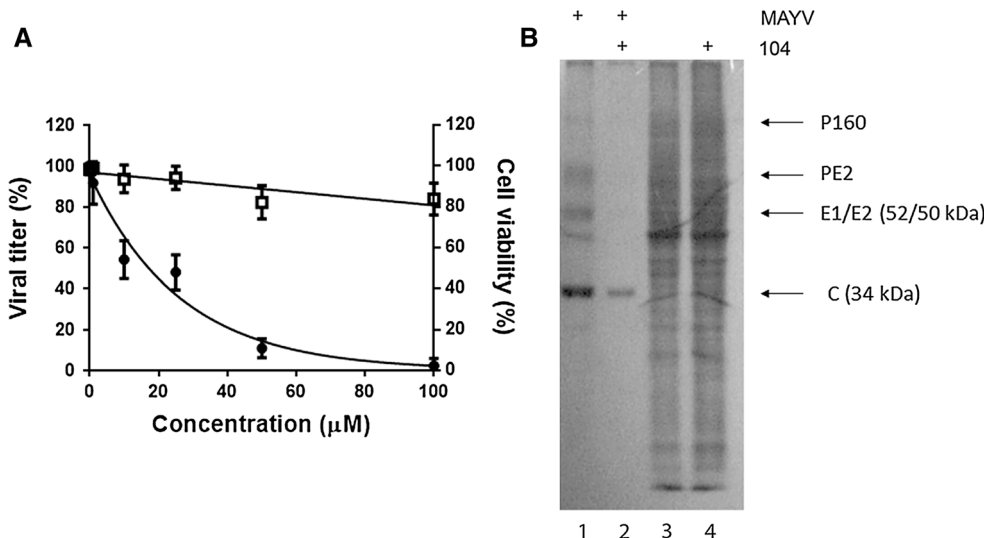 A
120
100
80
60
40
20
0
Viral titer (%)
120
100
80
60
40
20
0
Cell viability (%)
0 20 40 60 80 100
Concentration (μM)
B
+ + MAYV
+ + 104
P160
PE2
E1/E2 (52/50 kDa)
C (34 kDa)
1 2 3 4